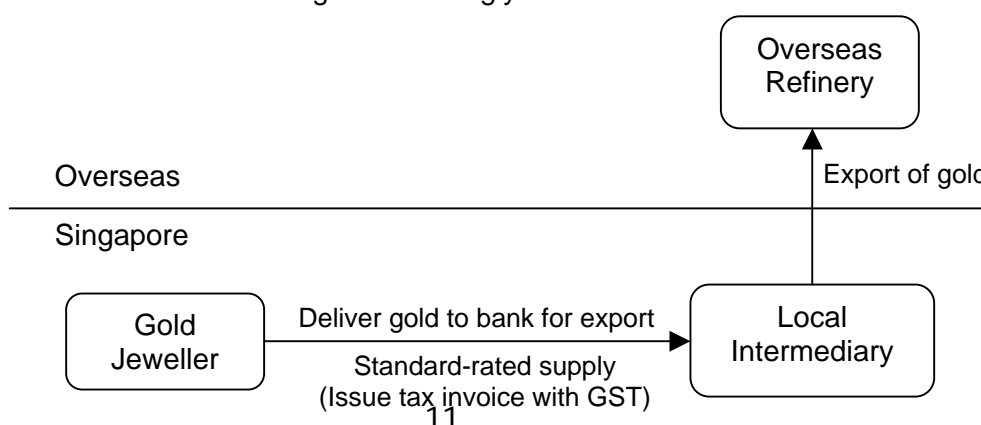 Overseas
Refinery
Overseas
Export of gold
Singapore
Gold
Jeweller
Deliver gold to bank for export
Standard-rated supply
(Issue tax invoice with GST)
Local
Intermediary
11